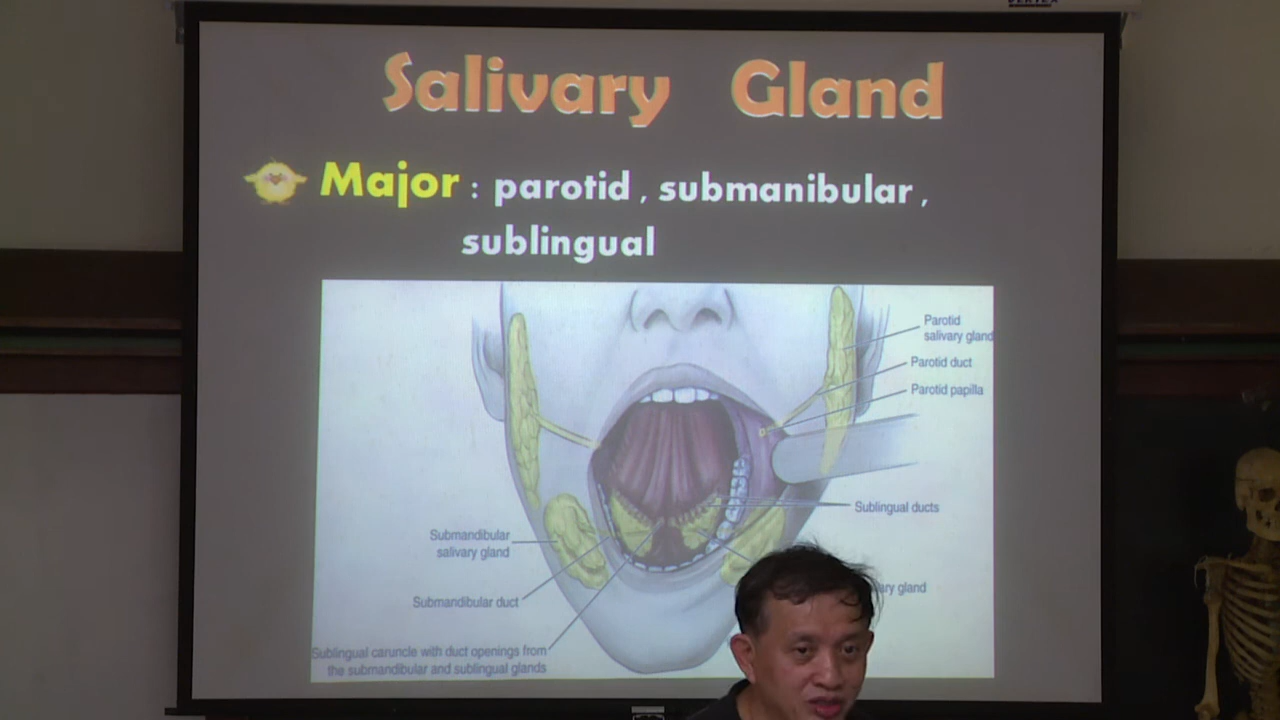 Salivary Gland
Major : parotid , submanibular ,
sublingual
Parotid
salivary gland
Parotid duct
Parotid papilla
Sublingual ducts
Submandibular
salivary gland
Submandibular duct
gland
Sublingual caruncle with duct openings from
the submandibular and sublingual glands